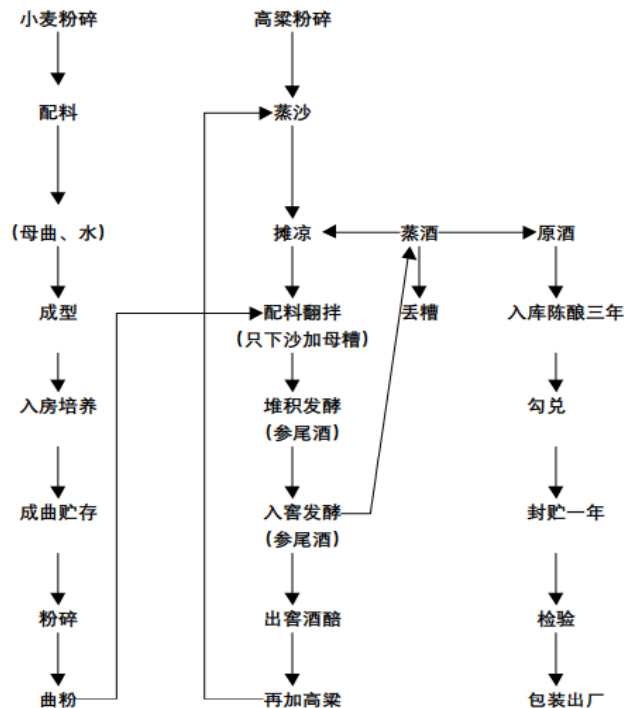 小麦粉碎
高粱粉碎
配料
蒸沙
(母曲、水)
摊凉
蒸酒
原酒
成型
配料翻拌
(只下沙加母糟)
丢糟
入库陈酿三年
入房培养
堆积发酵
(参尾酒)
勾兑
成曲贮存
入窖发酵
(参尾酒)
封贮一年
粉碎
出窖酒醅
检验
曲粉
再加高粱
包装出厂